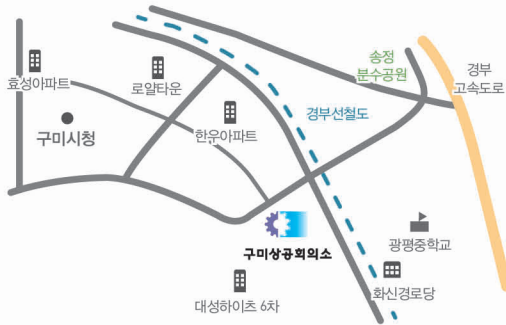 송정
분수공원
경부
고속도로
효성아파트
로얄타운
경부선철도
한우아파트
구미시청
광평중학교
구미상공회의소
화신경로당
대성하이츠 6차